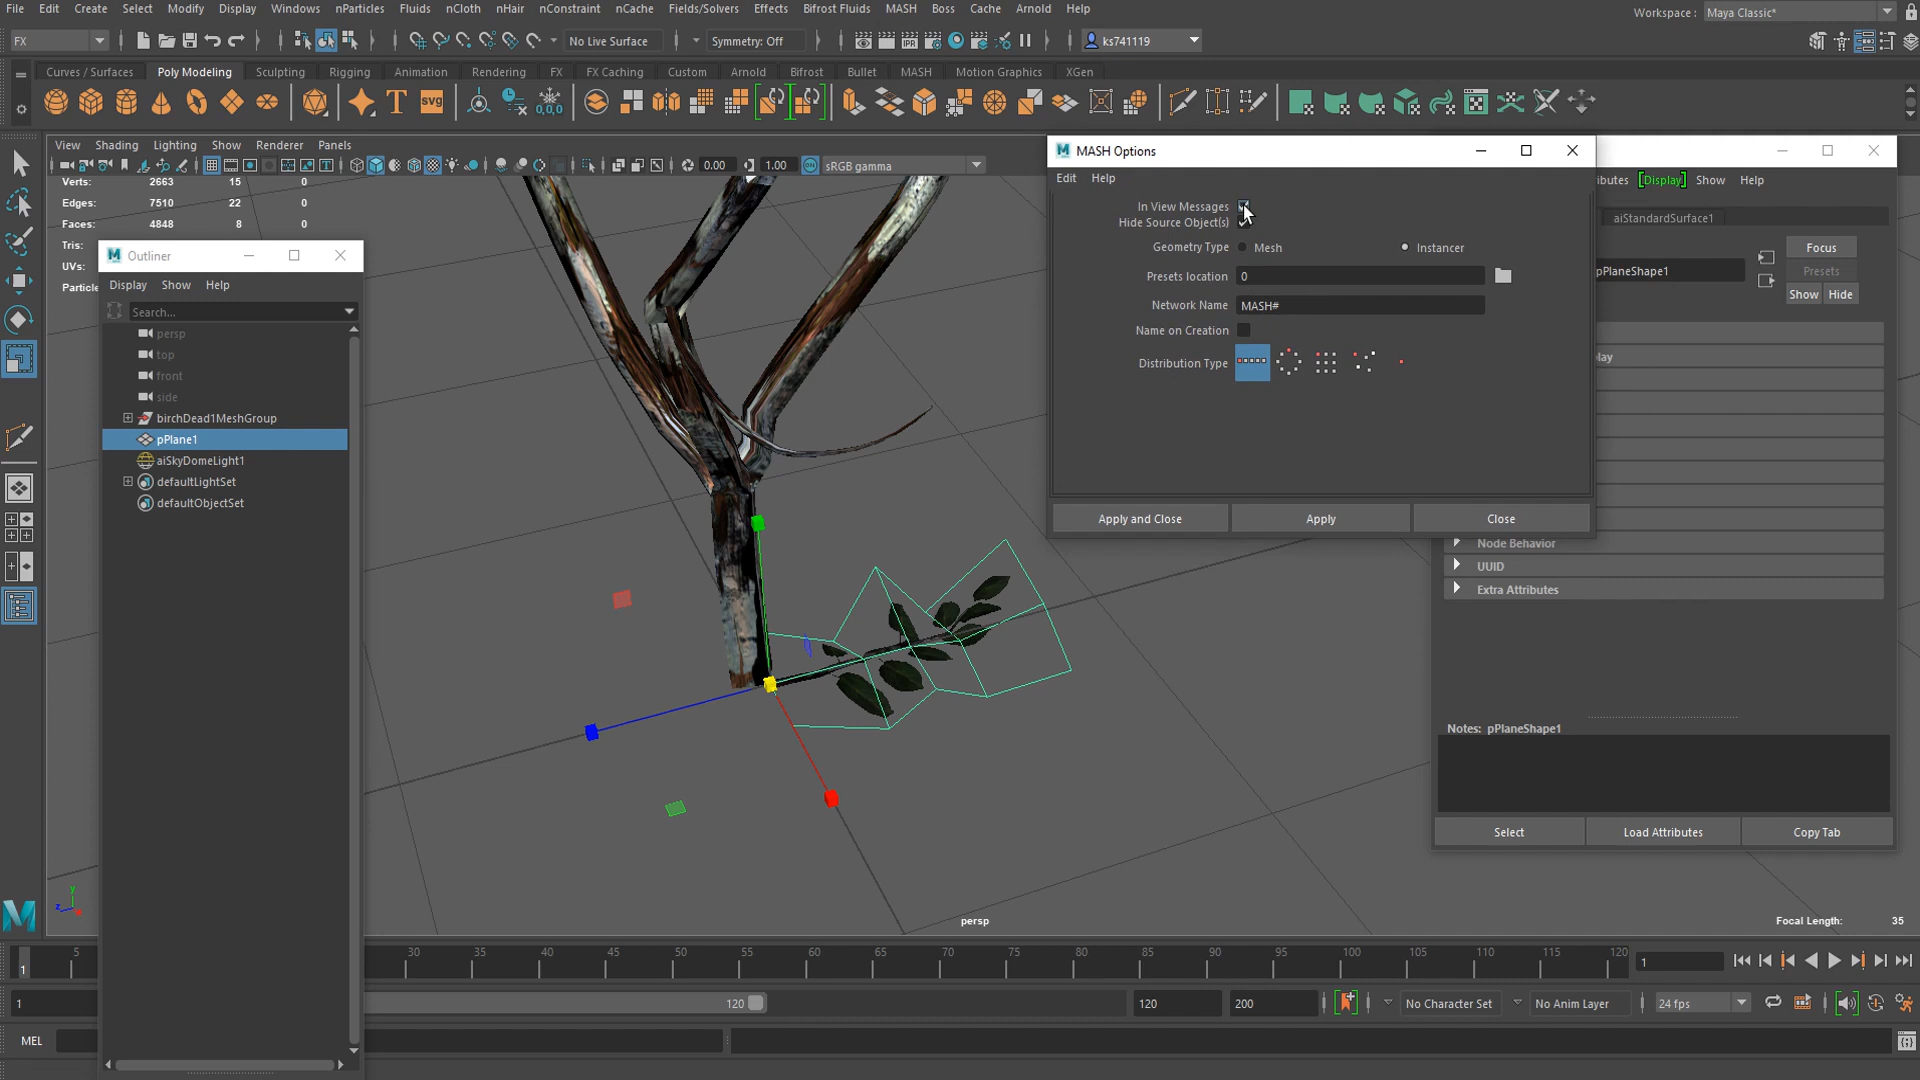 File Edit Create Select Modify Display Windows nParticles Fluids nCloth nHair nConstraint nCache Fields/Solvers Effects Bifrost Fluids MASH Boss Cache Arnold Help
Workspace : Maya Classic*
FX
No Live Surface
Symmetry: Off
ks741119
Curves / Surfaces Poly Modeling Sculpting Rigging Animation Rendering FX FX Caching Custom Arnold Bifrost Bullet MASH Motion Graphics XGen
T SVG 0,0,0
View Shading Lighting Show Renderer Panels
0.00 1.00 sRGB gamma
Verts: 2663 15 0
Edges: 7510 22 0
Faces: 4848 8 0
Tris:
UVs:
Particle
Outliner
Display Show Help
Search...
persp
top
front
side
birchDead1MeshGroup
pPlane1
aiSkyDomeLight1
defaultLightSet
defaultObjectSet
MASH Options
Edit Help
In View Messages
Hide Source Object(s)
Geometry Type Mesh Instancer
Presets location 0
Network Name MASH#
Name on Creation
Distribution Type
Apply and Close Apply Close
ibutes Display Show Help
aiStandardSurface1
Focus
pPlaneShape1 Presets
Show Hide
lay
Node Behavior
UUID
Extra Attributes
Notes: pPlaneShape1
Select Load Attributes Copy Tab
y
z
persp
Focal Length: 35
1 5 30 35 40 45 50 55 60 65 70 75 80 85 90 95 100 105 110 115 120 1
1 120 120 200 No Character Set No Anim Layer 24 fps
MEL